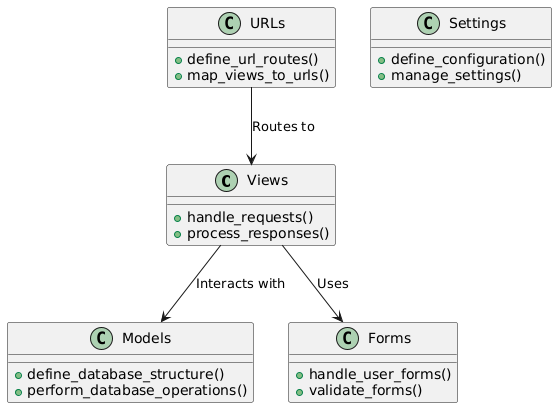 C URLs
define_url_routes()
map_views_to_urls()
C Settings
define_configuration()
manage_settings()
Routes to
C Views
handle_requests()
process_responses()
Interacts with
Uses
C Models
define_database_structure()
perform_database_operations()
C Forms
handle_user_forms()
validate_forms()